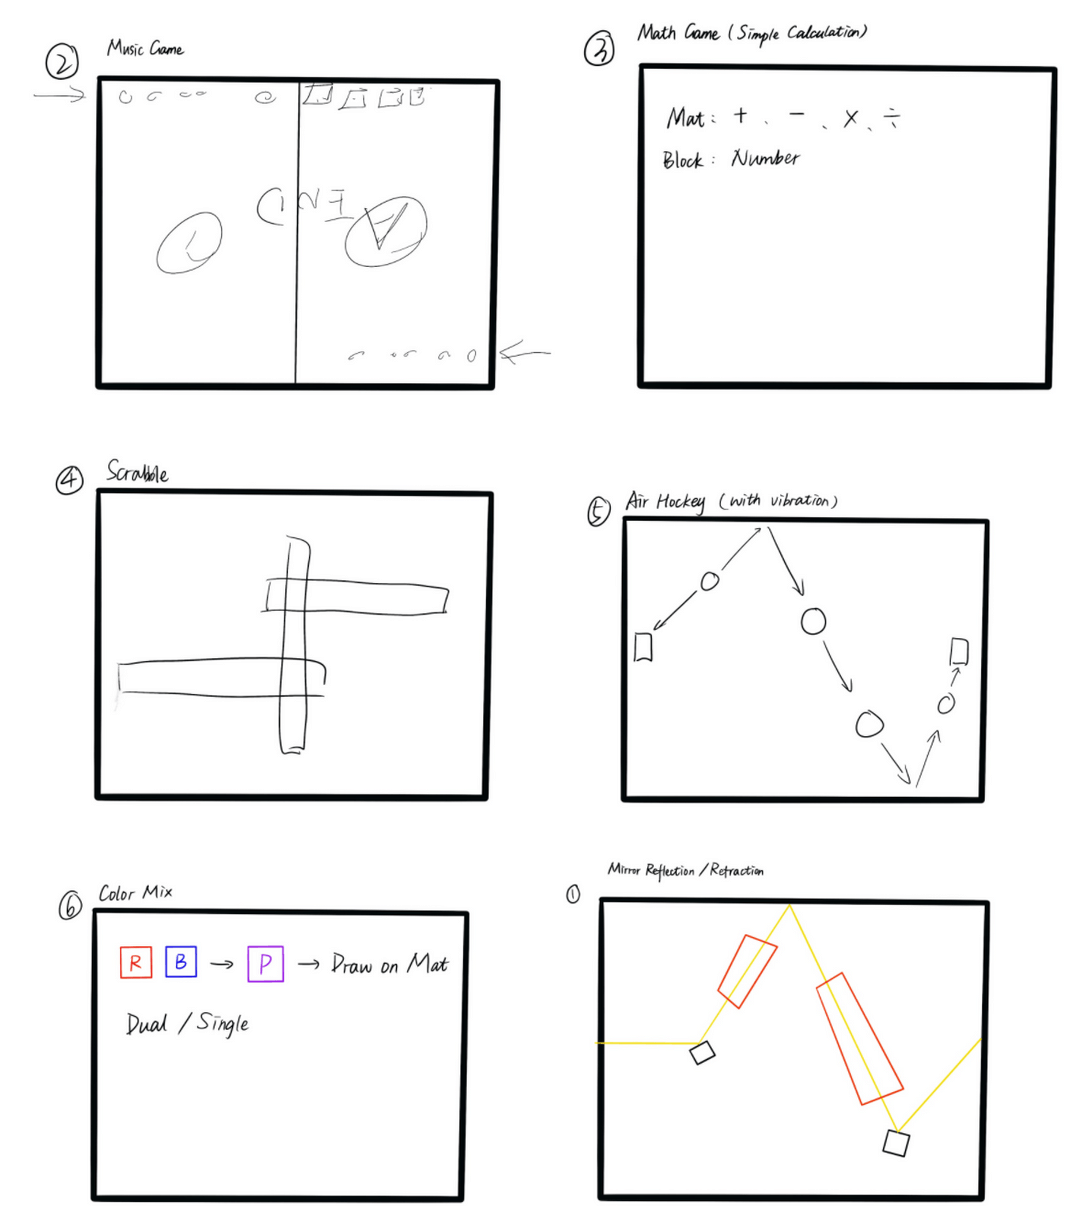 ② Music Game
③ Math Game (Simple Calculation)
Mat: + 、 - 、 × 、 ÷
Block: Number
④ Scrabble
⑤ Air Hockey (with vibration)
⑥ Color Mix
R B → P → Draw on Mat
Dual / Single
① Mirror Reflection / Refraction